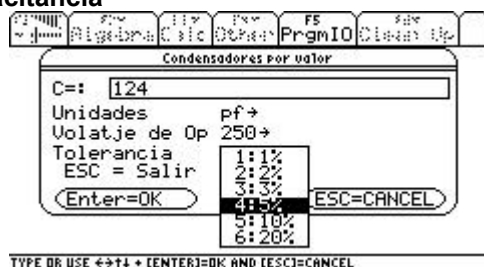 F5
Algebra Calc Other PrgmIO Clean Up
Condensadores por valor
C=: 124
Unidades pf→
Volatje de Op 250→
Tolerancia
ESC = Salir
1:1%
2:2%
3:3%
4:5%
5:10%
6:20%
Enter=OK ESC=CANCEL
TYPE OR USE ←→↑↓ + [ENTER]=OK AND [ESC]=CANCEL